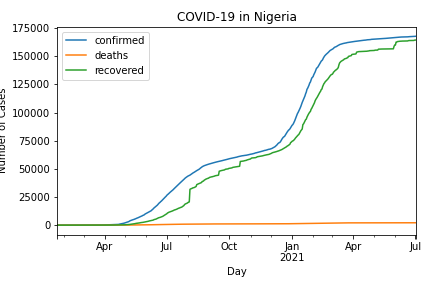 COVID-19 in Nigeria
175000
150000
125000
100000
75000
50000
25000
0
Number of Cases
confirmed
deaths
recovered
Apr
Jul
Oct
Jan
2021
Apr
Jul
Day